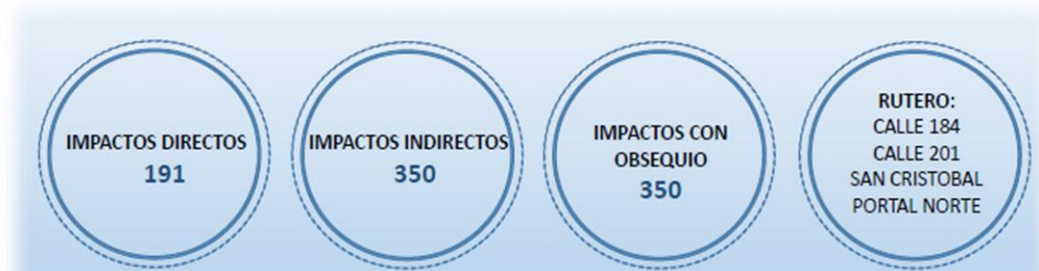 IMPACTOS DIRECTOS
191
IMPACTOS INDIRECTOS
350
IMPACTOS CON
OBSEQUIO
350
RUTERO:
CALLE 184
CALLE 201
SAN CRISTOBAL
PORTAL NORTE